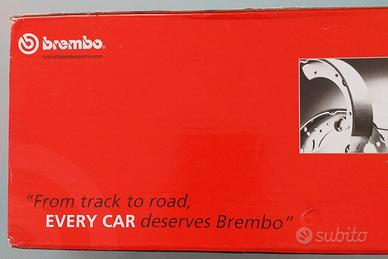 brembo
www.bremboparts.com
"From track to road,
EVERY CAR deserves Brembo"
subito